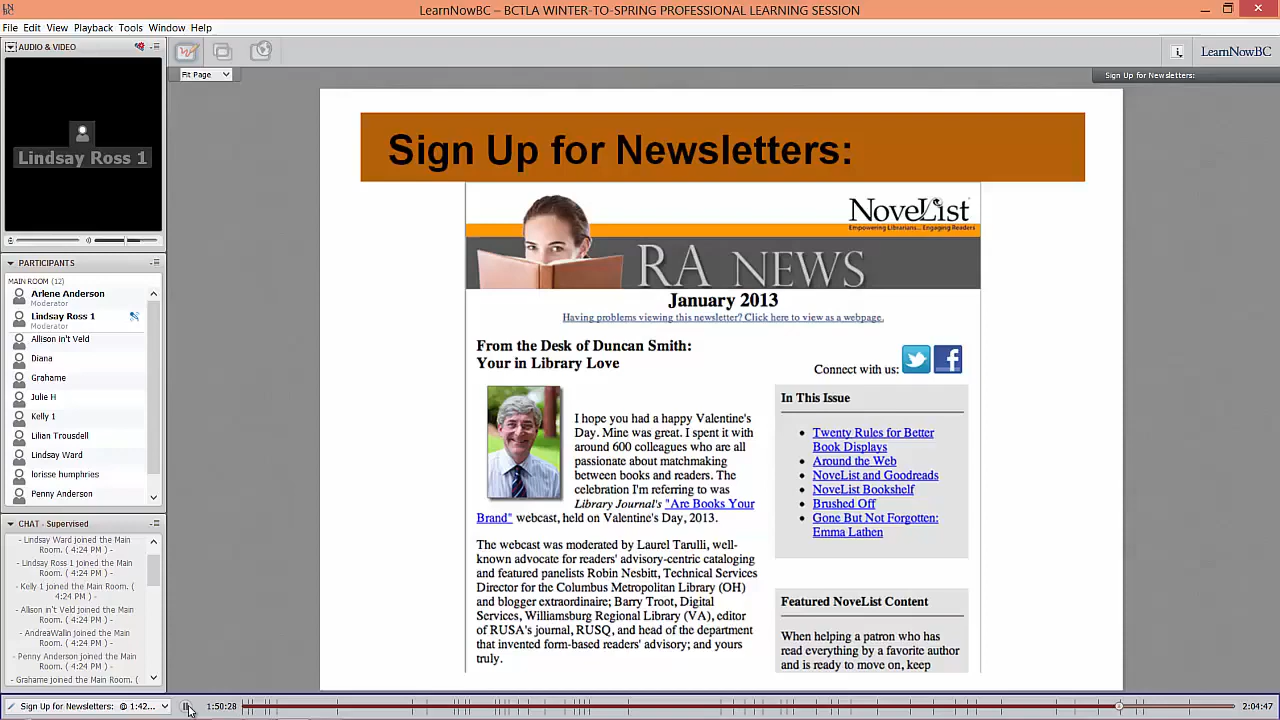 LearnNowBC – BCTLA WINTER-TO-SPRING PROFESSIONAL LEARNING SESSION
File Edit View Playback Tools Window Help
AUDIO & VIDEO
LearnNowBC
Fit Page
Sign Up for Newsletters:
Lindsay Ross 1
PARTICIPANTS
MAIN ROOM (12)
Arlene Anderson
Moderator
Lindsay Ross 1
Moderator
Allison in't Veld
Diana
Grahame
Julie H
Kelly 1
Lilian Trousdell
Lindsy Ward
lorisse humphries
Penny Anderson
CHAT - Supervised
- Lindsy Ward joined the Main
Room. ( 4:24 PM ) -
- Lindsay Ross 1 joined the Main
Room. ( 4:24 PM ) -
- Kelly 1 joined the Main Room. (
4:24 PM ) -
- Allison in't Veld joined the Main
Room. ( 4:24 PM ) -
- AndreaWallin joined the Main
Room. ( 4:24 PM ) -
- Penny Anderson joined the Main
Room. ( 4:24 PM ) -
- Grahame joined the Main Room. (
Sign Up for Newsletters:
NoveList
Empowering Librarians... Engaging Readers
RA NEWS
January 2013
Having problems viewing this newsletter? Click here to view as a webpage.
From the Desk of Duncan Smith:
Your in Library Love
I hope you had a happy Valentine's
Day. Mine was great. I spent it with
around 600 colleagues who are all
passionate about matchmaking
between books and readers. The
celebration I'm referring to was
Library Journal's "Are Books Your
Brand" webcast, held on Valentine's Day, 2013.
The webcast was moderated by Laurel Tarulli, well-
known advocate for readers' advisory-centric cataloging
and featured panelists Robin Nesbitt, Technical Services
Director for the Columbus Metropolitan Library (OH)
and blogger extraordinaire; Barry Troot, Digital
Services, Williamsburg Regional Library (VA), editor
of RUSA's journal, RUSQ, and head of the department
that invented form-based readers' advisory; and yours
truly.
Connect with us:
In This Issue
Twenty Rules for Better
Book Displays
Around the Web
NoveList and Goodreads
NoveList Bookshelf
Brushed Off
Gone But Not Forgotten:
Emma Lathen
Featured NoveList Content
When helping a patron who has
read everything by a favorite author
and is ready to move on, keep
Sign Up for Newsletters: @ 1:42...
1:50:28
2:04:47